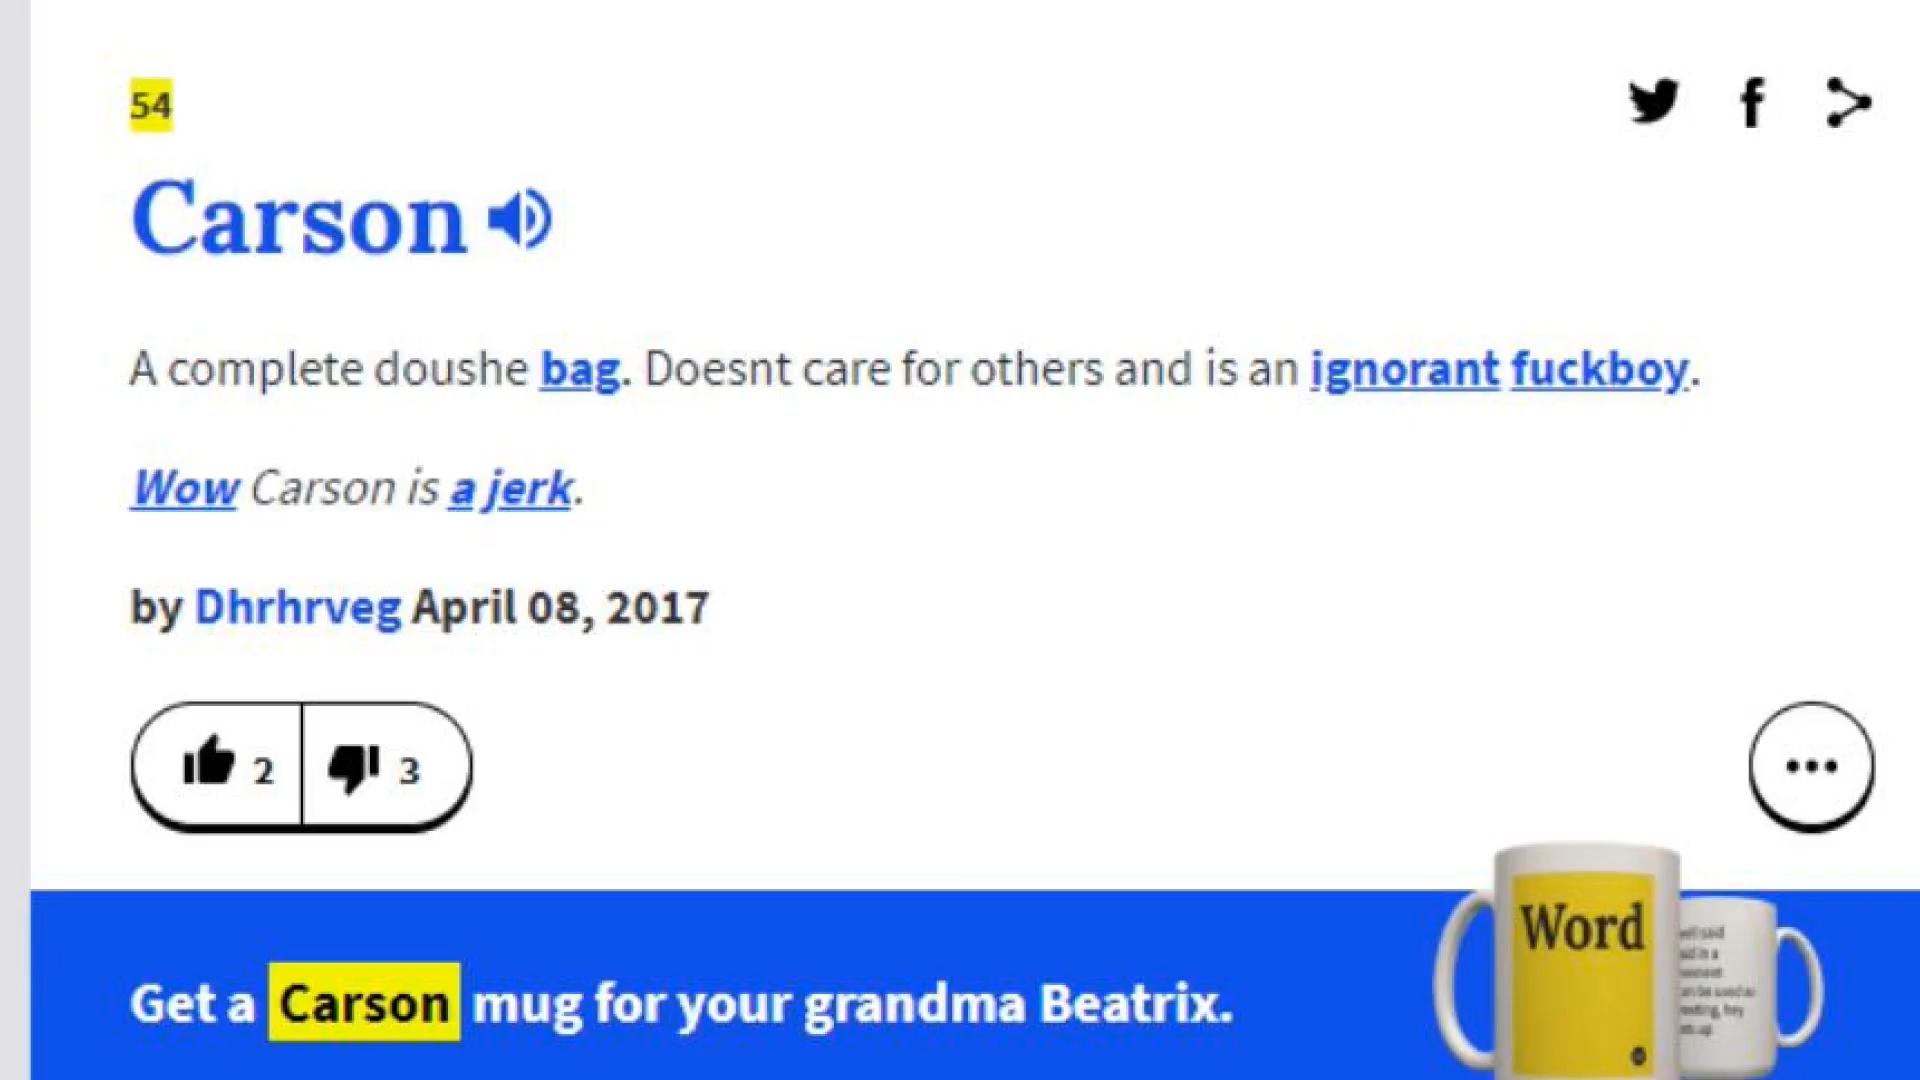 54
Carson
A complete doushe bag. Doesnt care for others and is an ignorant fuckboy.
Wow Carson is a jerk.
by Dhrhrveg April 08, 2017
2 3
Get a Carson mug for your grandma Beatrix.
Word